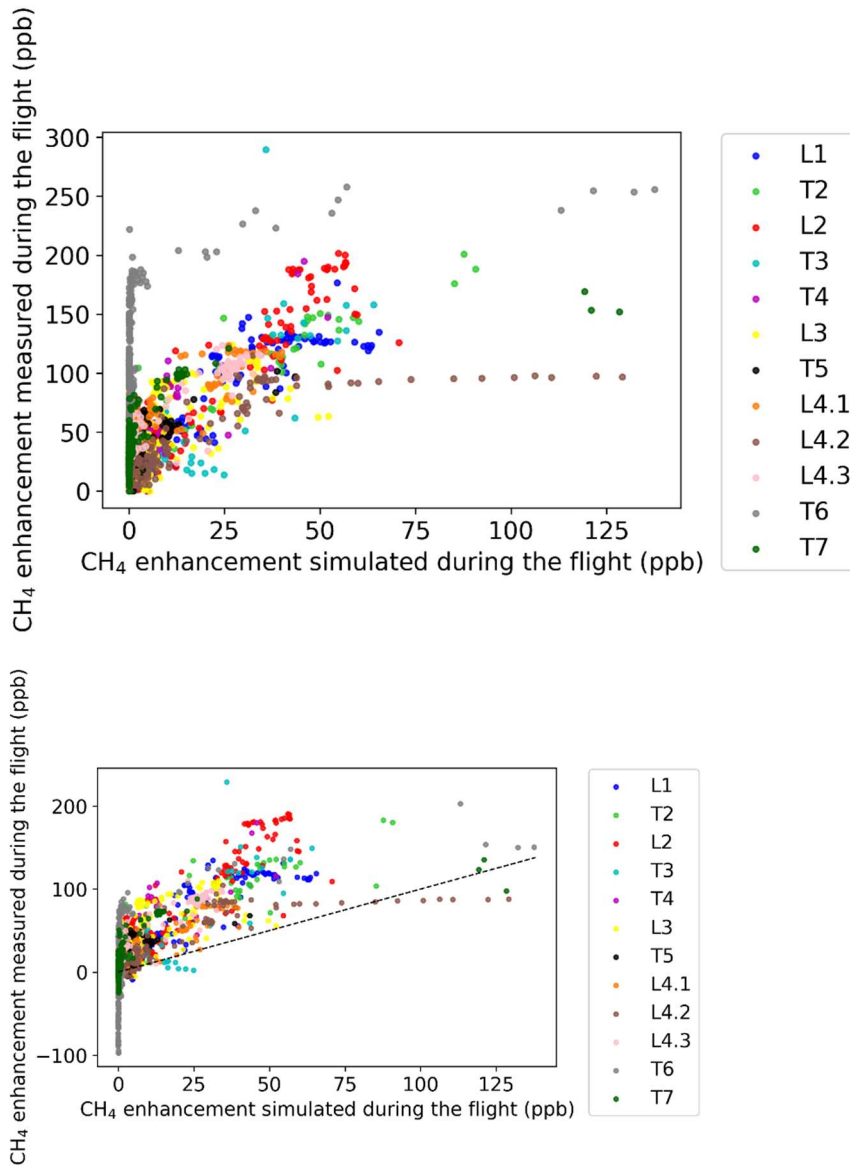 CH₄ enhancement measured during the flight (ppb)
300
250
200
150
100
50
0
0 25 50 75 100 125
CH₄ enhancement simulated during the flight (ppb)
L1
T2
L2
T3
T4
L3
T5
L4.1
L4.2
L4.3
T6
T7
CH₄ enhancement measured during the flight (ppb)
200
100
0
−100
0 25 50 75 100 125
CH₄ enhancement simulated during the flight (ppb)
L1
T2
L2
T3
T4
L3
T5
L4.1
L4.2
L4.3
T6
T7